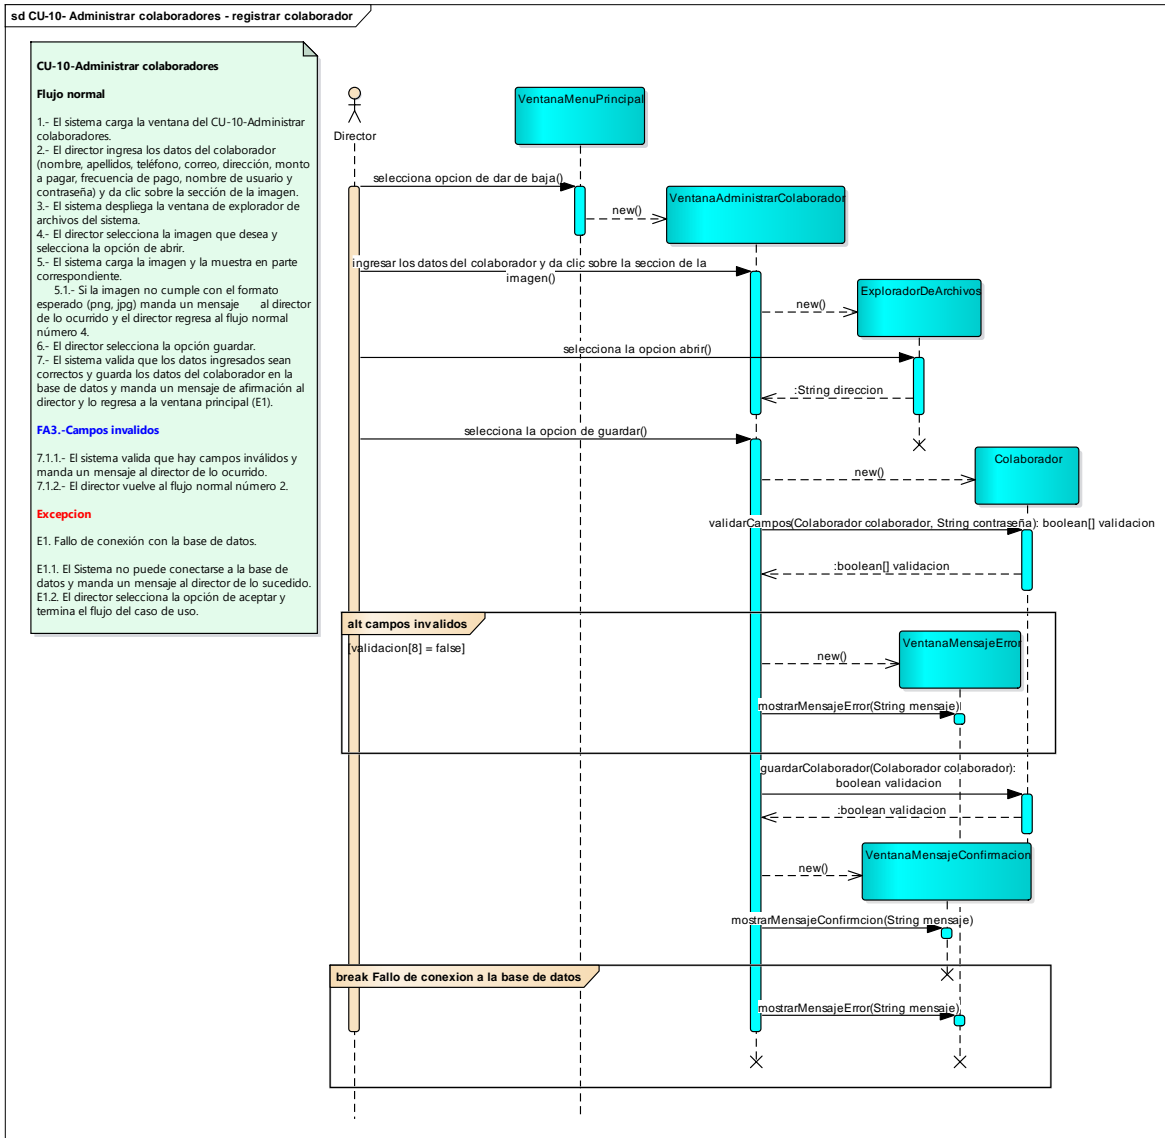 sd CU-10- Administrar colaboradores - registrar colaborador
CU-10-Administrar colaboradores
Flujo normal
1.- El sistema carga la ventana del CU-10-Administrar
colaboradores.
2.- El director ingresa los datos del colaborador
(nombre, apellidos, teléfono, correo, dirección, monto
a pagar, frecuencia de pago, nombre de usuario y
contraseña) y da clic sobre la sección de la imagen.
3.- El sistema despliega la ventana de explorador de
archivos del sistema.
4.- El director selecciona la imagen que desea y
selecciona la opción de abrir.
5.- El sistema carga la imagen y la muestra en parte
correspondiente.
5.1.- Si la imagen no cumple con el formato
esperado (png, jpg) manda un mensaje al director
de lo ocurrido y el director regresa al flujo normal
número 4.
6.- El director selecciona la opción guardar.
7.- El sistema valida que los datos ingresados sean
correctos y guarda los datos del colaborador en la
base de datos y manda un mensaje de afirmación al
director y lo regresa a la ventana principal (E1).
FA3.-Campos invalidos
7.1.1.- El sistema valida que hay campos inválidos y
manda un mensaje al director de lo ocurrido.
7.1.2.- El director vuelve al flujo normal número 2.
Excepcion
E1. Fallo de conexión con la base de datos.
E1.1. El Sistema no puede conectarse a la base de
datos y manda un mensaje al director de lo sucedido.
E1.2. El director selecciona la opción de aceptar y
termina el flujo del caso de uso.
Director
VentanaMenuPrincipal
selecciona opcion de dar de baja()
new()
VentanaAdministrarColaborador
ingresar los datos del colaborador y da clic sobre la seccion de la
imagen()
new()
ExploradorDeArchivos
selecciona la opcion abrir()
:String direccion
selecciona la opcion de guardar()
new()
Colaborador
validarCampos(Colaborador colaborador, String contraseña): boolean[] validacion
:boolean[] validacion
alt campos invalidos
[validacion[8] = false]
new()
VentanaMensajeError
mostrarMensajeError(String mensaje)
guardarColaborador(Colaborador colaborador):
boolean validacion
:boolean validacion
new()
VentanaMensajeConfirmacion
mostrarMensajeConfirmcion(String mensaje)
break Fallo de conexion a la base de datos
mostrarMensajeError(String mensaje)